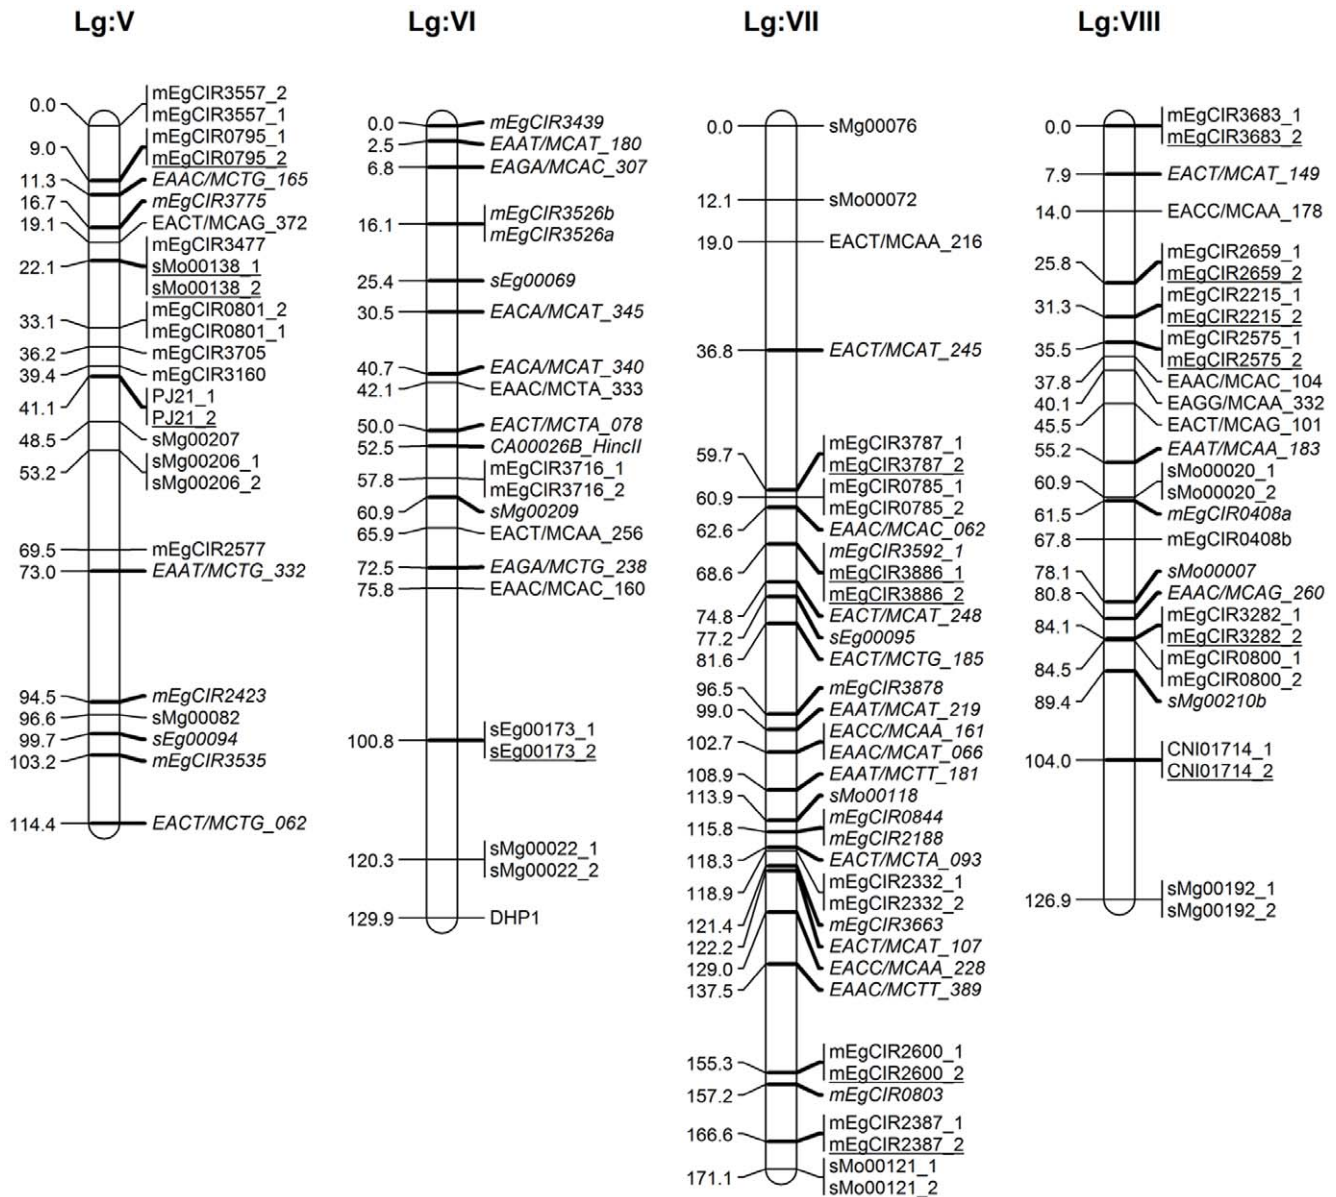 Lg:V
0.0
9.0
11.3
16.7
19.1
22.1
33.1
36.2
39.4
41.1
48.5
53.2
69.5
73.0
94.5
96.6
99.7
103.2
114.4
mEgCIR3557_2
mEgCIR3557_1
mEgCIR0795_1
mEgCIR0795_2
EAAC/MCTG_165
mEgCIR3775
EACT/MCAG_372
mEgCIR3477
sMo00138_1
sMo00138_2
mEgCIR0801_2
mEgCIR0801_1
mEgCIR3705
mEgCIR3160
PJ21_1
PJ21_2
sMg00207
sMg00206_1
sMg00206_2
mEgCIR2577
EAAT/MCTG_332
mEgCIR2423
sMg00082
sEg00094
mEgCIR3535
EACT/MCTG_062
Lg:VI
0.0
2.5
6.8
16.1
25.4
30.5
40.7
42.1
50.0
52.5
57.8
60.9
65.9
72.5
75.8
100.8
120.3
129.9
mEgCIR3439
EAAT/MCAT_180
EAGA/MCAC_307
mEgCIR3526b
mEgCIR3526a
sEg00069
EACA/MCAT_345
EACA/MCAT_340
EAAC/MCTA_333
EACT/MCTA_078
CA00026B_HincII
mEgCIR3716_1
mEgCIR3716_2
sMg00209
EACT/MCAA_256
EAGA/MCTG_238
EAAC/MCAC_160
sEg00173_1
sEg00173_2
sMg00022_1
sMg00022_2
DHP1
Lg:VII
0.0
12.1
19.0
36.8
59.7
60.9
62.6
68.6
74.8
77.2
81.6
96.5
99.0
102.7
108.9
113.9
115.8
118.3
118.9
121.4
122.2
129.0
137.5
155.3
157.2
166.6
171.1
sMg00076
sMo00072
EACT/MCAA_216
EACT/MCAT_245
mEgCIR3787_1
mEgCIR3787_2
mEgCIR0785_1
mEgCIR0785_2
EAAC/MCAC_062
mEgCIR3592_1
mEgCIR3886_1
mEgCIR3886_2
EACT/MCAT_248
sEg00095
EACT/MCTG_185
mEgCIR3878
EAAT/MCAT_219
EACC/MCAA_161
EAAC/MCAT_066
EAAT/MCTT_181
sMo00118
mEgCIR0844
mEgCIR2188
EACT/MCTA_093
mEgCIR2332_1
mEgCIR2332_2
mEgCIR3663
EACT/MCAT_107
EACC/MCAA_228
EAAC/MCTT_389
mEgCIR2600_1
mEgCIR2600_2
mEgCIR0803
mEgCIR2387_1
mEgCIR2387_2
sMo00121_1
sMo00121_2
Lg:VIII
0.0
7.9
14.0
25.8
31.3
35.5
37.8
40.1
45.5
55.2
60.9
61.5
67.8
78.1
80.8
84.1
84.5
89.4
104.0
126.9
mEgCIR3683_1
mEgCIR3683_2
EACT/MCAT_149
EACC/MCAA_178
mEgCIR2659_1
mEgCIR2659_2
mEgCIR2215_1
mEgCIR2215_2
mEgCIR2575_1
mEgCIR2575_2
EAAC/MCAC_104
EAGG/MCAA_332
EACT/MCAG_101
EAAT/MCAA_183
sMo00020_1
sMo00020_2
mEgCIR0408a
mEgCIR0408b
sMo00007
EAAC/MCAG_260
mEgCIR3282_1
mEgCIR3282_2
mEgCIR0800_1
mEgCIR0800_2
sMg00210b
CNI01714_1
CNI01714_2
sMg00192_1
sMg00192_2